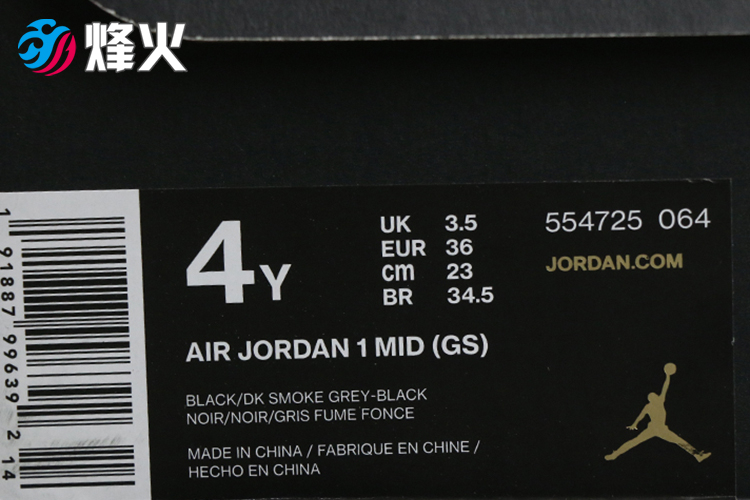 烽火
4Y
UK 3.5
EUR 36
cm 23
BR 34.5
554725 064
JORDAN.COM
AIR JORDAN 1 MID (GS)
BLACK/DK SMOKE GREY-BLACK
NOIR/NOIR/GRIS FUME FONCE
MADE IN CHINA / FABRIQUE EN CHINE /
HECHO EN CHINA
1 91887 99639 2 14